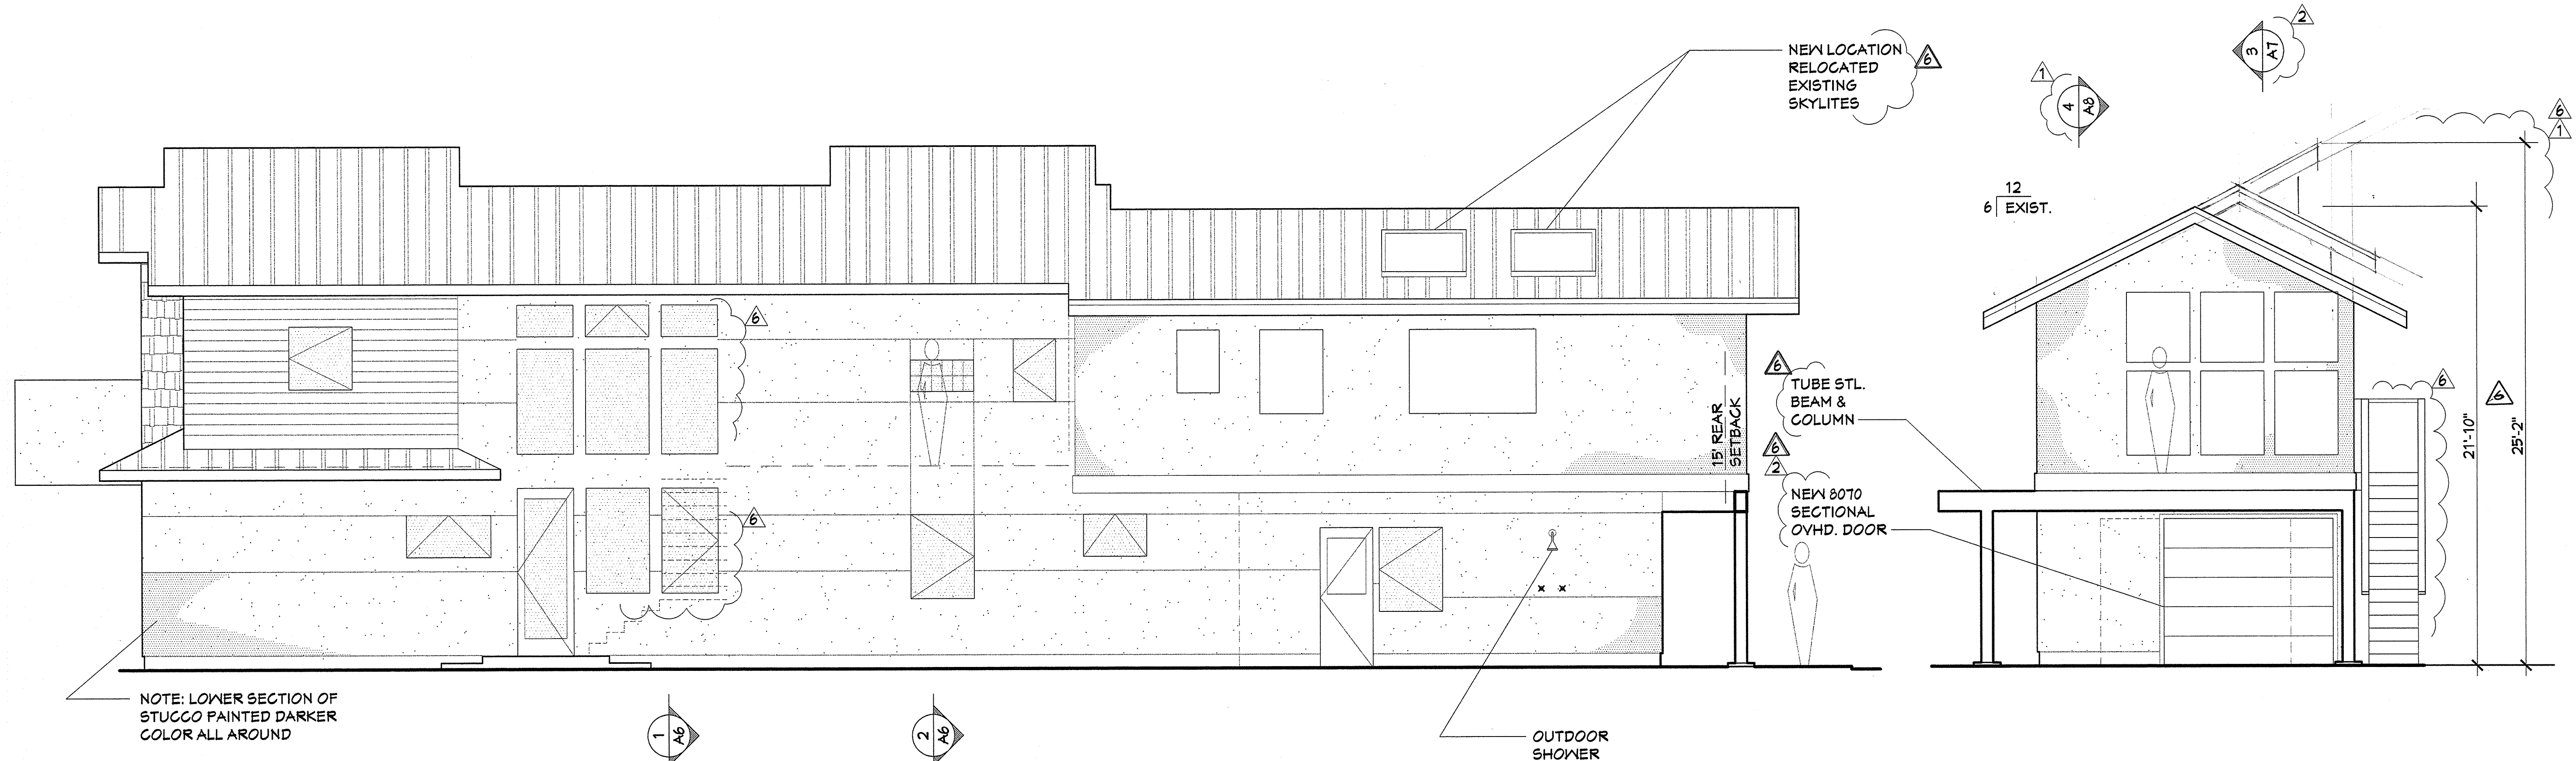 NEW LOCATION
RELOCATED
EXISTING
SKYLITES
6
2
3
A7
1
4
A8
6
1
12
6 EXIST.
6
6
TUBE STL.
BEAM &
COLUMN
6
2
NEW 8070
SECTIONAL
OVHD. DOOR
15' REAR
SETBACK
6
6
6
21'-10"
25'-2"
NOTE: LOWER SECTION OF
STUCCO PAINTED DARKER
COLOR ALL AROUND
1
A6
2
A6
OUTDOOR
SHOWER